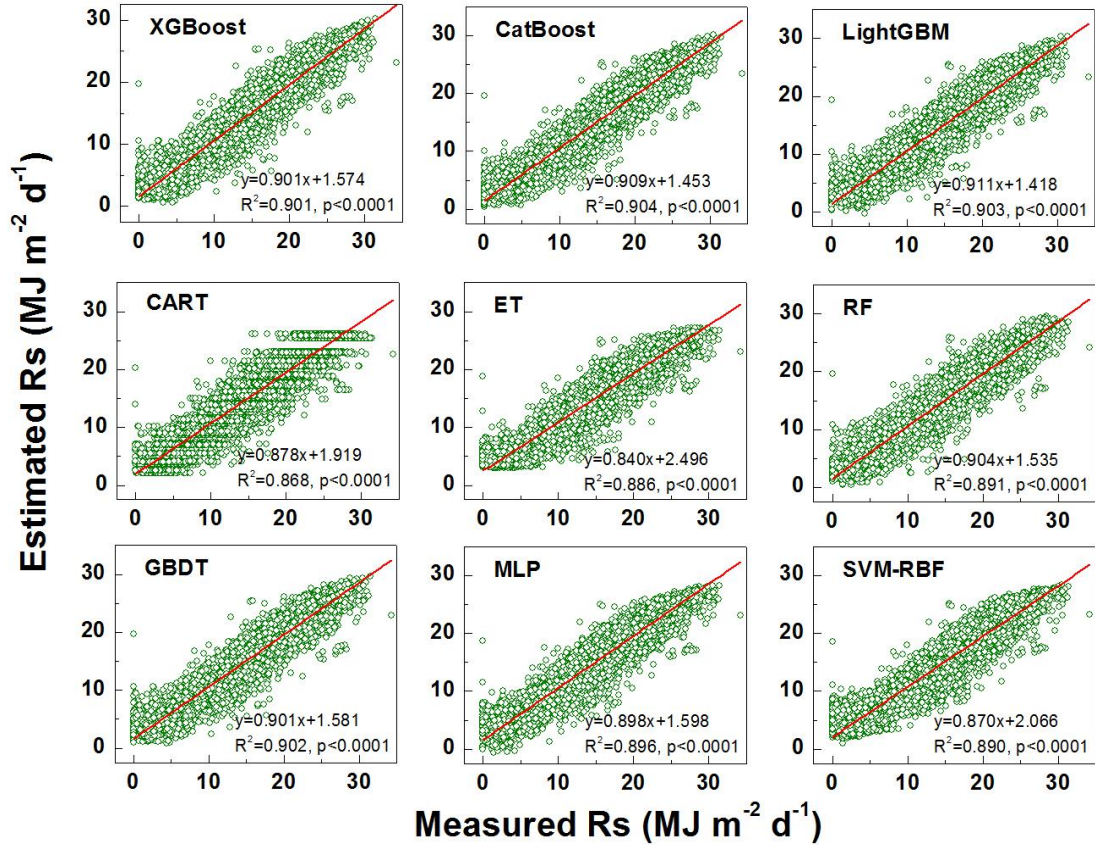 Estimated Rs (MJ m⁻² d⁻¹)
XGBoost
30
20
10
0
y=0.901x+1.574
R²=0.901, p<0.0001
0 10 20 30
CatBoost
30
20
10
0
y=0.909x+1.453
R²=0.904, p<0.0001
0 10 20 30
LightGBM
30
20
10
0
y=0.911x+1.418
R²=0.903, p<0.0001
0 10 20 30
CART
30
20
10
0
y=0.878x+1.919
R²=0.868, p<0.0001
0 10 20 30
ET
30
20
10
0
y=0.840x+2.496
R²=0.886, p<0.0001
0 10 20 30
RF
30
20
10
0
y=0.904x+1.535
R²=0.891, p<0.0001
0 10 20 30
GBDT
30
20
10
0
y=0.901x+1.581
R²=0.902, p<0.0001
0 10 20 30
MLP
30
20
10
0
y=0.898x+1.598
R²=0.896, p<0.0001
0 10 20 30
SVM-RBF
30
20
10
0
y=0.870x+2.066
R²=0.890, p<0.0001
0 10 20 30
Measured Rs (MJ m⁻² d⁻¹)